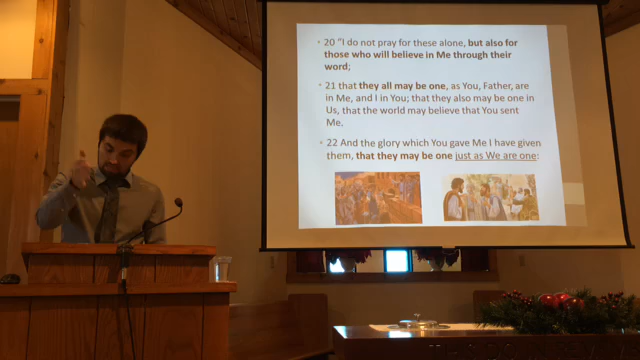 • 20 "I do not pray for these alone, but also for
those who will believe in Me through their
word;
• 21 that they all may be one, as You, Father, are
in Me, and I in You; that they also may be one in
Us, that the world may believe that You sent
Me.
• 22 And the glory which You gave Me I have given
them, that they may be one just as We are one: